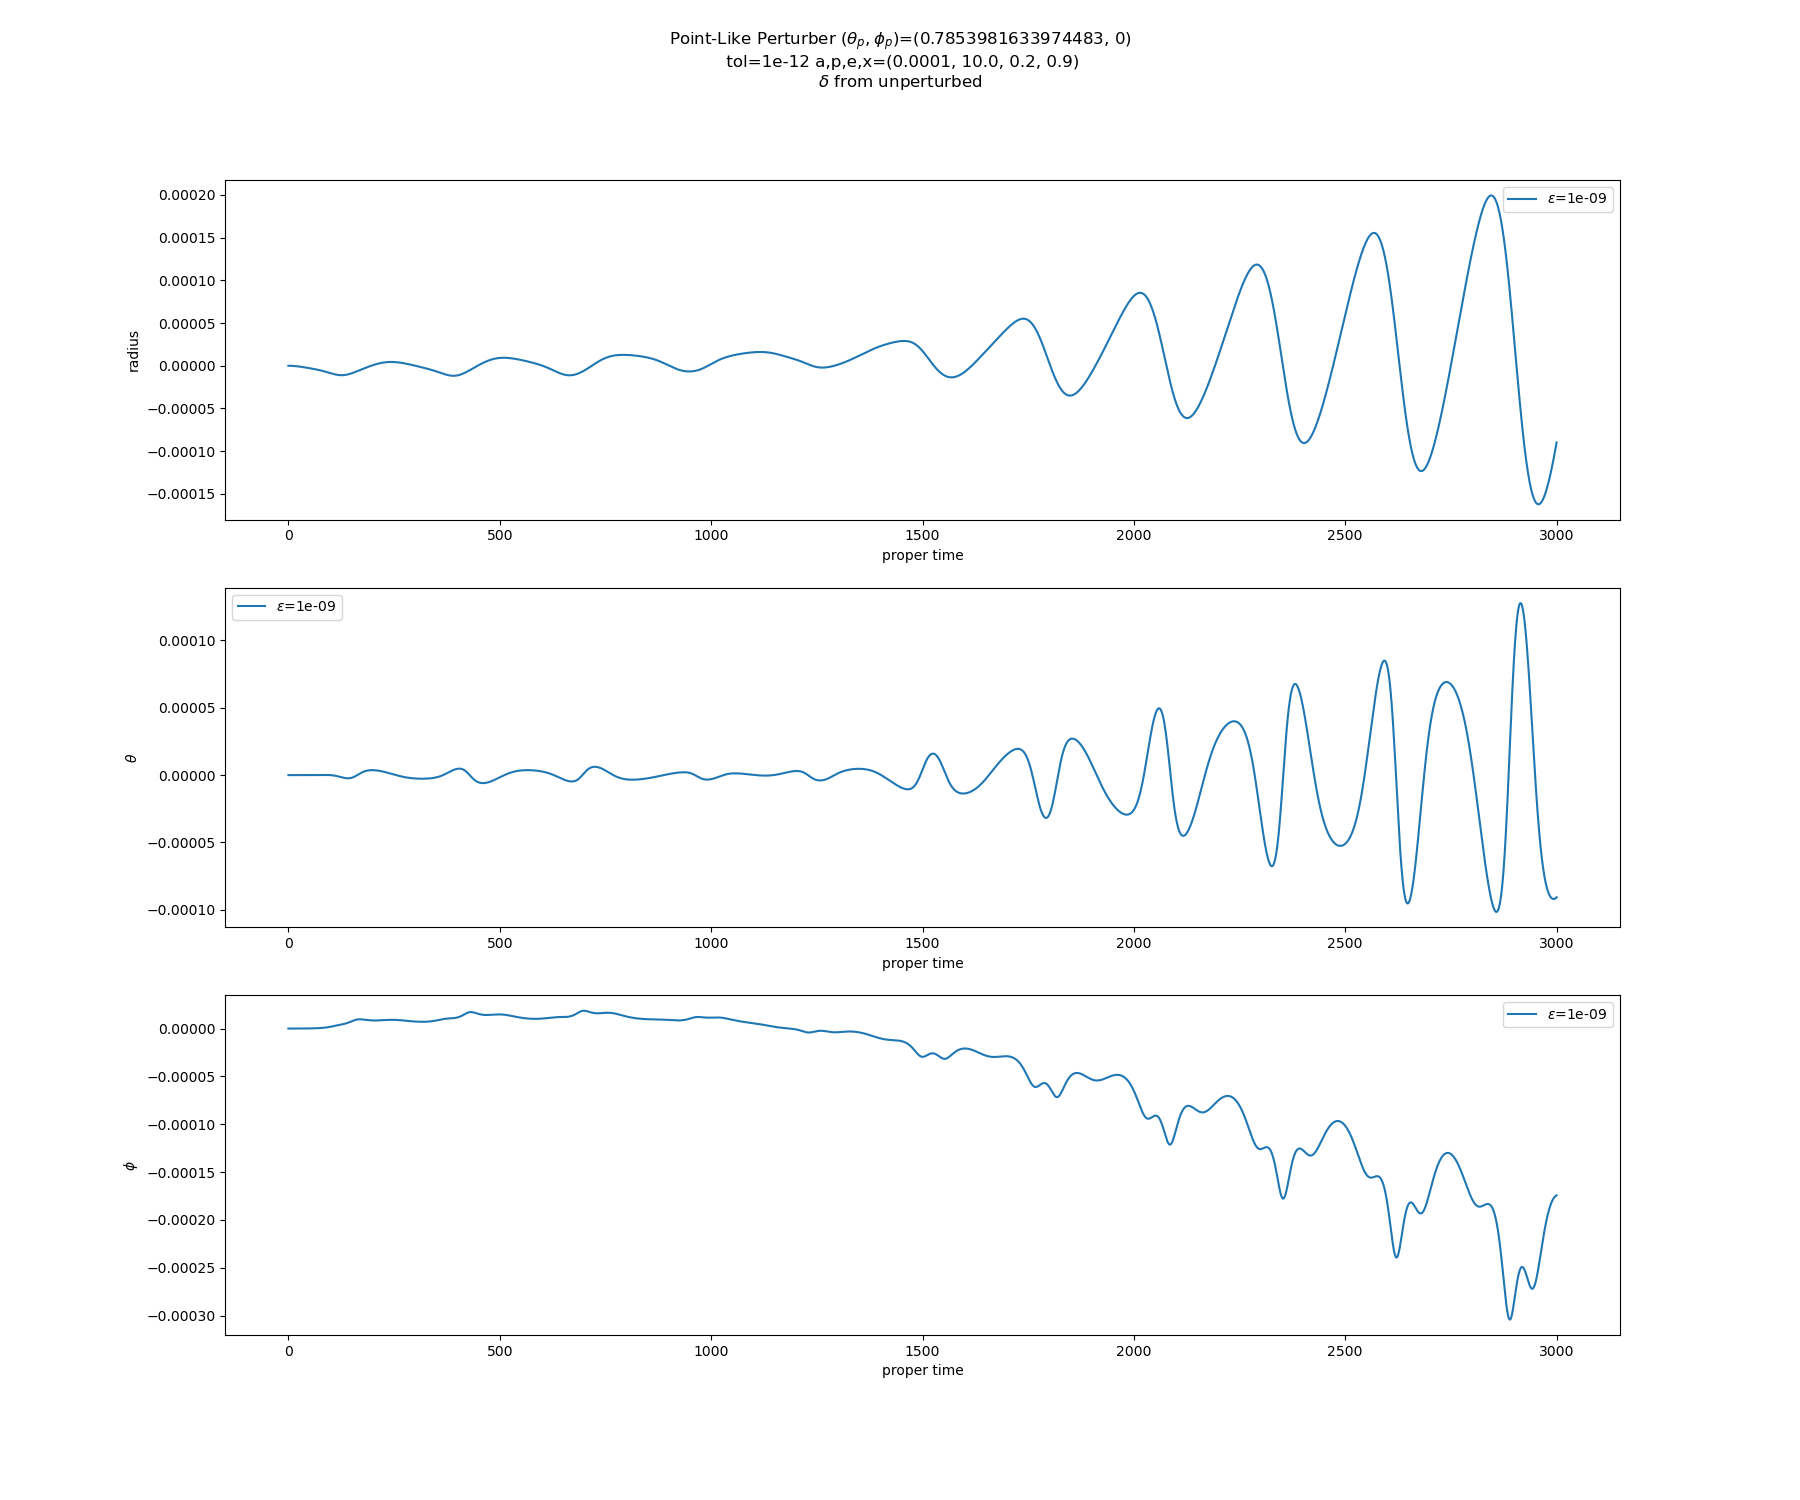 Point-Like Perturber (θₚ, ϕₚ)=(0.7853981633974483, 0)
tol=1e-12 a,p,e,x=(0.0001, 10.0, 0.2, 0.9)
δ from unperturbed
0.00020
0.00015
0.00010
0.00005
0.00000
−0.00005
−0.00010
−0.00015
radius
ε=1e-09
0 500 1000 1500 2000 2500 3000
proper time
0.00010
0.00005
0.00000
−0.00005
−0.00010
θ
ε=1e-09
0 500 1000 1500 2000 2500 3000
proper time
0.00000
−0.00005
−0.00010
−0.00015
−0.00020
−0.00025
−0.00030
ϕ
ε=1e-09
0 500 1000 1500 2000 2500 3000
proper time